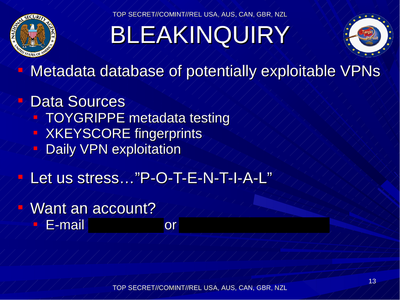 TOP SECRET//COMINT//REL USA, AUS, CAN, GBR, NZL
BLEAKINQUIRY
Metadata database of potentially exploitable VPNs
Data Sources
TOYGRIPPE metadata testing
XKEYSCORE fingerprints
Daily VPN exploitation
Let us stress…”P-O-T-E-N-T-I-A-L”
Want an account?
E-mail or
13
TOP SECRET//COMINT//REL USA, AUS, CAN, GBR, NZL